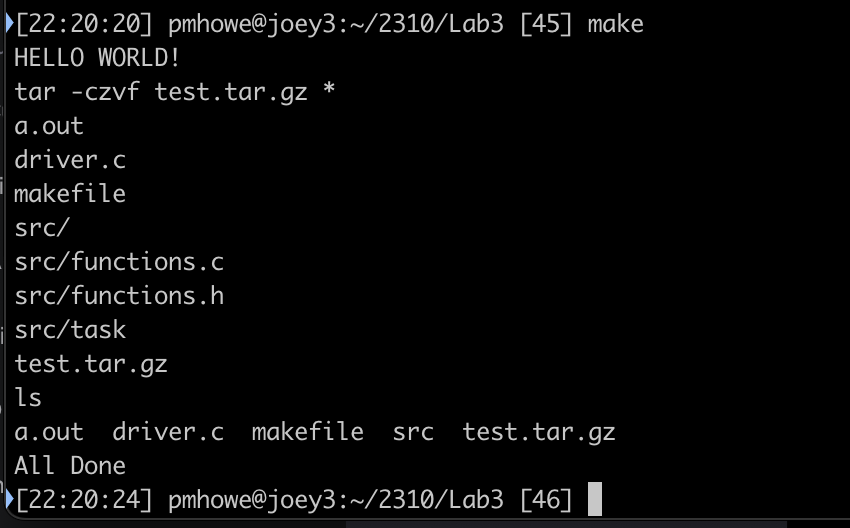 [22:20:20] pmhowe@joey3:~/2310/Lab3 [45] make
HELLO WORLD!
tar -czvf test.tar.gz *
a.out
driver.c
makefile
src/
src/functions.c
src/functions.h
src/task
test.tar.gz
ls
a.out  driver.c  makefile  src  test.tar.gz
All Done
[22:20:24] pmhowe@joey3:~/2310/Lab3 [46]